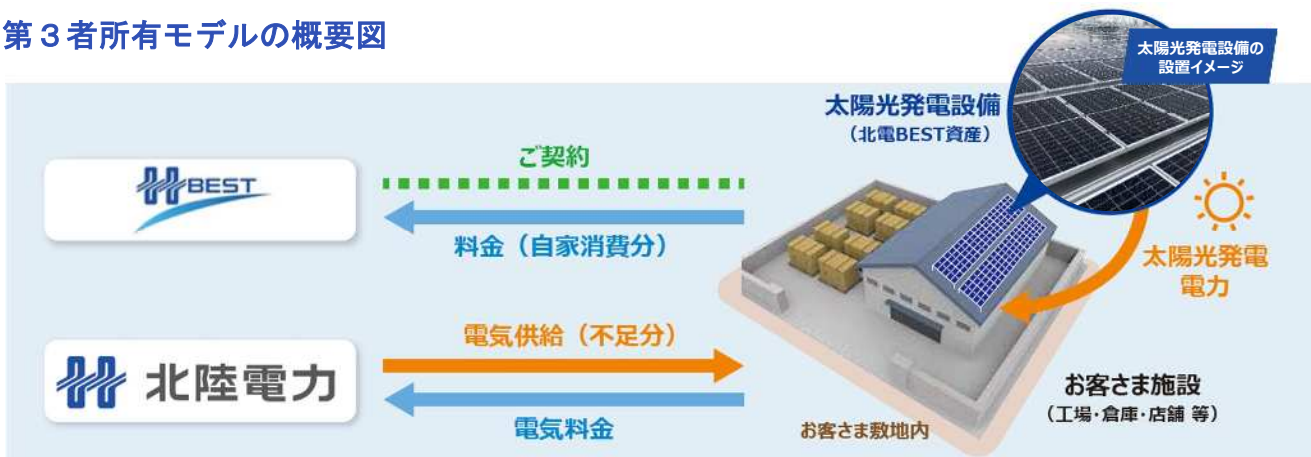 第3者所有モデルの概要図
太陽光発電設備の
設置イメージ
太陽光発電設備
（北電BEST資産）
BEST
ご契約
料金（自家消費分）
太陽光発電
電力
北陸電力
電気供給（不足分）
電気料金
お客さま施設
（工場・倉庫・店舗 等）
お客さま敷地内